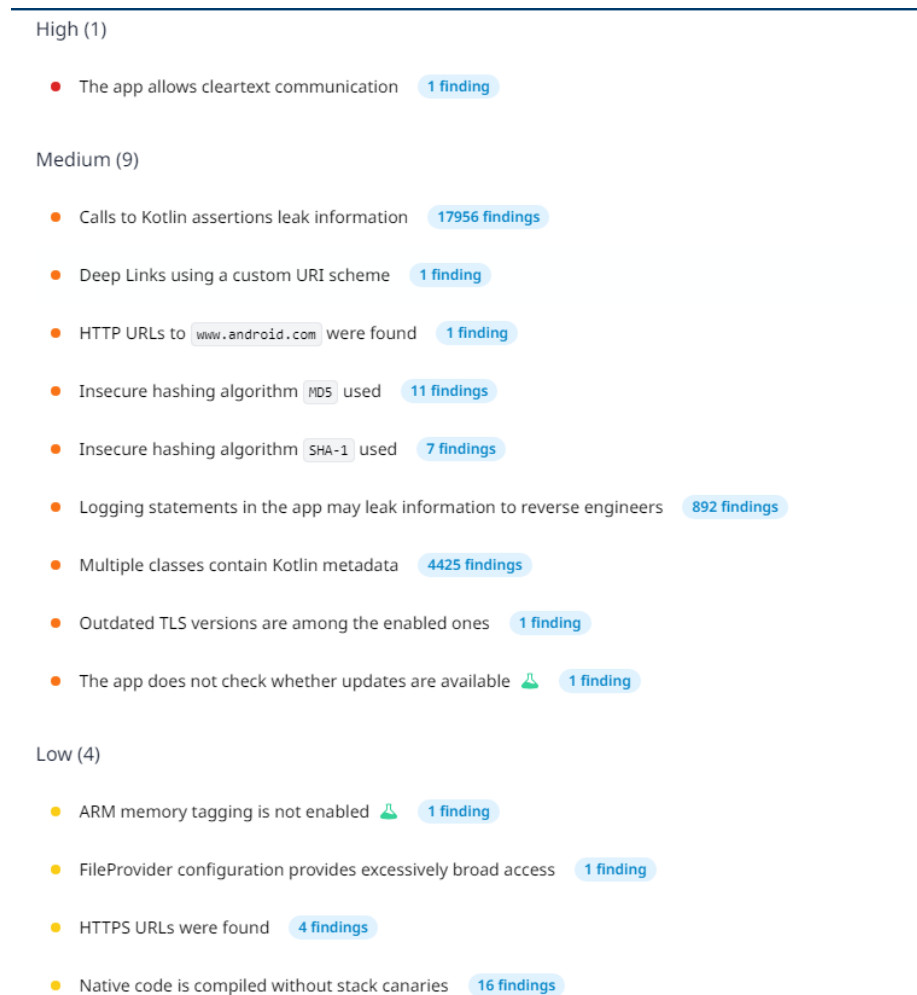 High (1)
The app allows cleartext communication 1 finding
Medium (9)
Calls to Kotlin assertions leak information 17956 findings
Deep Links using a custom URI scheme 1 finding
HTTP URLs to www.android.com were found 1 finding
Insecure hashing algorithm MD5 used 11 findings
Insecure hashing algorithm SHA-1 used 7 findings
Logging statements in the app may leak information to reverse engineers 892 findings
Multiple classes contain Kotlin metadata 4425 findings
Outdated TLS versions are among the enabled ones 1 finding
The app does not check whether updates are available 1 finding
Low (4)
ARM memory tagging is not enabled 1 finding
FileProvider configuration provides excessively broad access 1 finding
HTTPS URLs were found 4 findings
Native code is compiled without stack canaries 16 findings